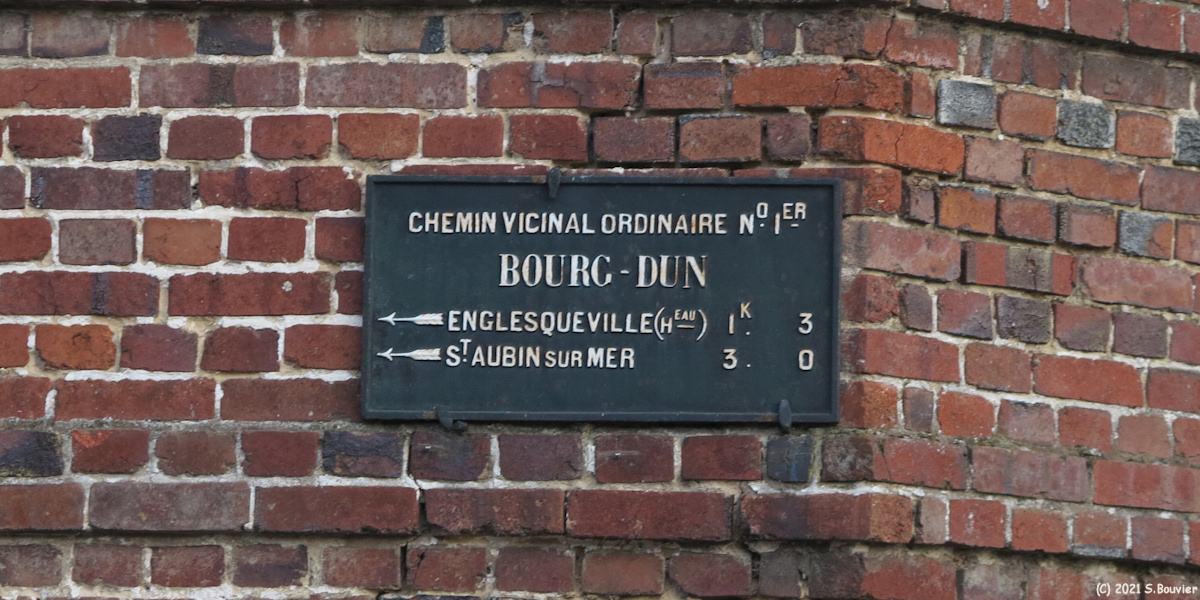 CHEMIN VICINAL ORDINAIRE Nº. 1ER
BOURG-DUN
ENGLESQUEVILLE (HEAU) 1K. 3
ST AUBIN SUR MER 3. 0
(C) 2021 S.Bouvier